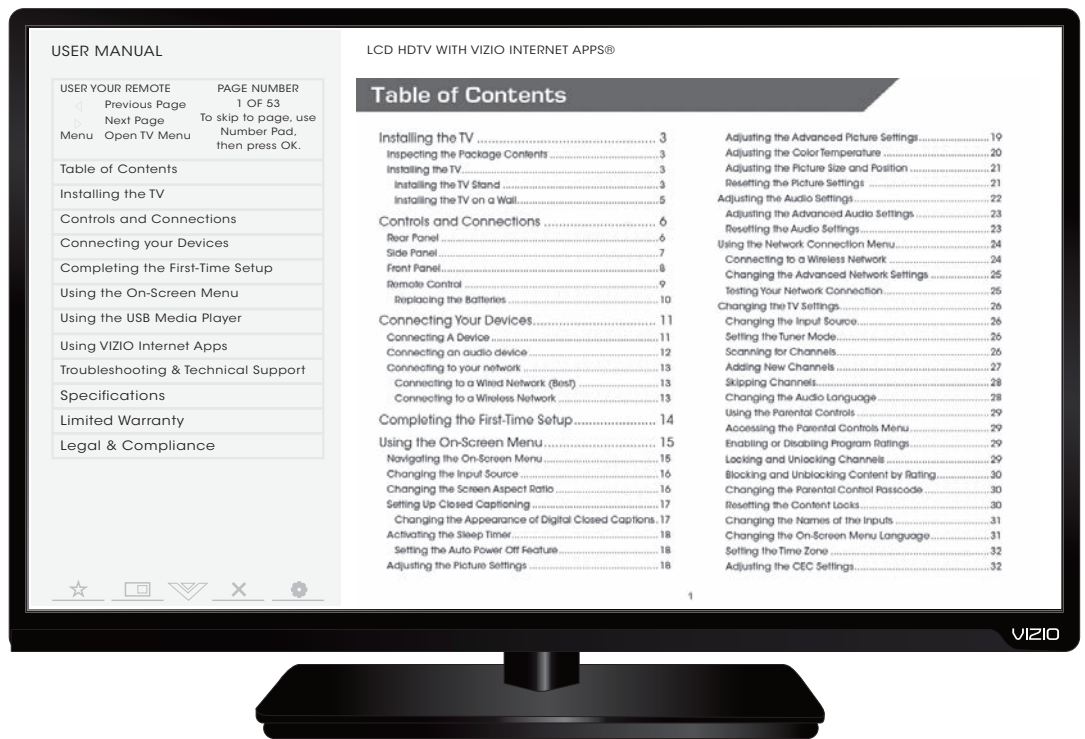 USER MANUAL
USER YOUR REMOTE
Previous Page
Next Page
Menu Open TV Menu
PAGE NUMBER
1 OF 53
To skip to page, use
Number Pad,
then press OK.
Table of Contents
Installing the TV
Controls and Connections
Connecting your Devices
Completing the First-Time Setup
Using the On-Screen Menu
Using the USB Media Player
Using VIZIO Internet Apps
Troubleshooting & Technical Support
Specifications
Limited Warranty
Legal & Compliance
LCD HDTV WITH VIZIO INTERNET APPS®
Table of Contents
Installing the TV ........ 3
Inspecting the Package Contents ........ 3
Installing the TV ........ 3
Installing the TV Stand ........ 3
Installing the TV on a Wall ........ 5
Controls and Connections ........ 6
Rear Panel ........ 6
Side Panel ........ 7
Front Panel ........ 8
Remote Control ........ 9
Replacing the Batteries ........ 10
Connecting Your Devices ........ 11
Connecting A Device ........ 11
Connecting an audio device ........ 12
Connecting to your network ........ 13
Connecting to a Wired Network (Best) ........ 13
Connecting to a Wireless Network ........ 13
Completing the First-Time Setup ........ 14
Using the On-Screen Menu ........ 15
Navigating the On-Screen Menu ........ 15
Changing the Input Source ........ 16
Changing the Screen Aspect Ratio ........ 16
Setting Up Closed Captioning ........ 17
Changing the Appearance of Digital Closed Captions. 17
Activating the Sleep Timer ........ 18
Setting the Auto Power Off Feature ........ 18
Adjusting the Picture Settings ........ 18
Adjusting the Advanced Picture Settings ........ 19
Adjusting the Color Temperature ........ 20
Adjusting the Picture Size and Position ........ 21
Resetting the Picture Settings ........ 21
Adjusting the Audio Settings ........ 22
Adjusting the Advanced Audio Settings ........ 23
Resetting the Audio Settings ........ 23
Using the Network Connection Menu ........ 24
Connecting to a Wireless Network ........ 24
Changing the Advanced Network Settings ........ 25
Testing Your Network Connection ........ 25
Changing the TV Settings ........ 26
Changing the Input Source ........ 26
Setting the Tuner Mode ........ 26
Scanning for Channels ........ 26
Adding New Channels ........ 27
Skipping Channels ........ 28
Changing the Audio Language ........ 28
Using the Parental Controls ........ 29
Accessing the Parental Controls Menu ........ 29
Enabling or Disabling Program Ratings ........ 29
Locking and Unlocking Channels ........ 29
Blocking and Unblocking Content by Rating ........ 30
Changing the Parental Control Passcode ........ 30
Resetting the Content Locks ........ 30
Changing the Names of the Inputs ........ 31
Changing the On-Screen Menu Language ........ 31
Setting the Time Zone ........ 32
Adjusting the CEC Settings ........ 32
1
VIZIO